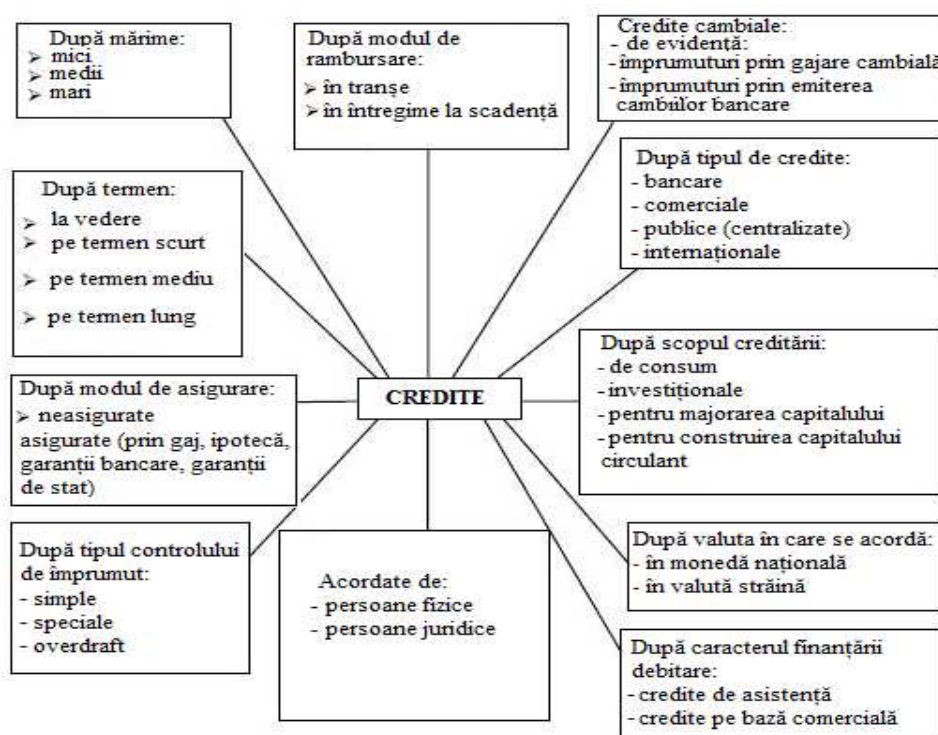 După mărime:
➢ mici
➢ medii
➢ mari
După modul de
rambursare:
➢ în tranșe
➢ în întregime la scadență
Credite cambiale:
- de evidență:
- împrumuturi prin gajare cambială
- împrumuturi prin emiterea
cambiilor bancare
După termen:
➢ la vedere
➢ pe termen scurt
➢ pe termen mediu
➢ pe termen lung
După tipul de credite:
- bancare
- comerciale
- publice (centralizate)
- internaționale
După modul de asigurare:
➢ neasigurate
asigurate (prin gaj, ipotecă,
garanții bancare, garanții
de stat)
CREDITE
După scopul creditării:
- de consum
- investiționale
- pentru majorarea capitalului
- pentru construirea capitalului
circulant
După tipul controlului
de împrumut:
- simple
- speciale
- overdraft
Acordate de:
- persoane fizice
- persoane juridice
După valuta în care se acordă:
- în monedă națională
- în valută străină
După caracterul finanțării
debitare:
- credite de asistență
- credite pe bază comercială